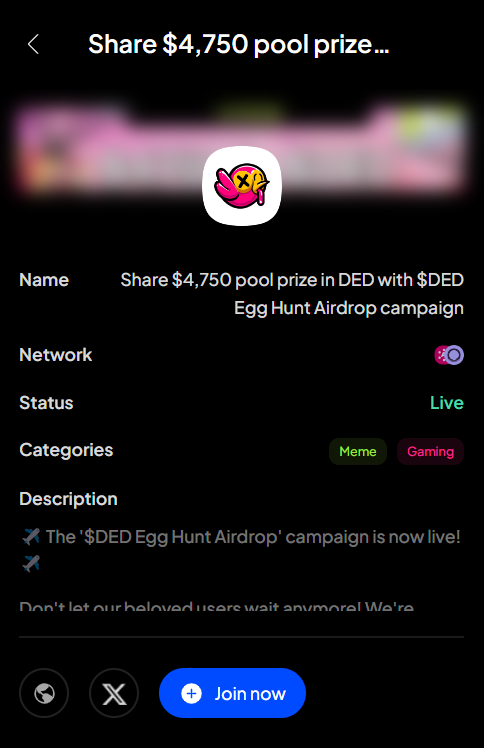 Share $4,750 pool prize...
Name
Share $4,750 pool prize in DED with $DED
Egg Hunt Airdrop campaign
Network
Status
Live
Categories
Meme
Gaming
Description
✈️ The '$DED Egg Hunt Airdrop' campaign is now live!
✈️
Don't let our beloved users wait anymore! We're
Join now